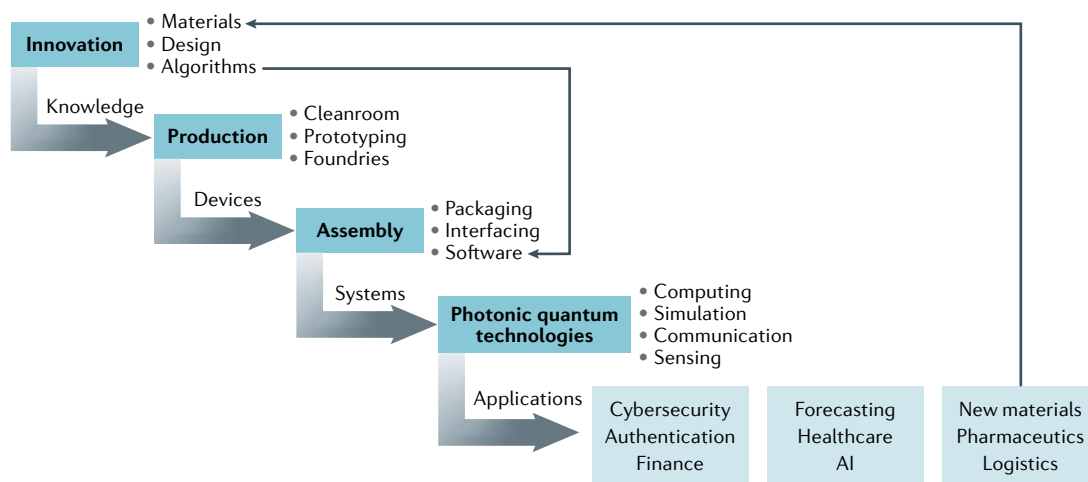 Innovation
• Materials
• Design
• Algorithms
Knowledge
Production
• Cleanroom
• Prototyping
• Foundries
Devices
Assembly
• Packaging
• Interfacing
• Software
Systems
Photonic quantum
technologies
• Computing
• Simulation
• Communication
• Sensing
Applications
Cybersecurity
Authentication
Finance
Forecasting
Healthcare
AI
New materials
Pharmaceutics
Logistics